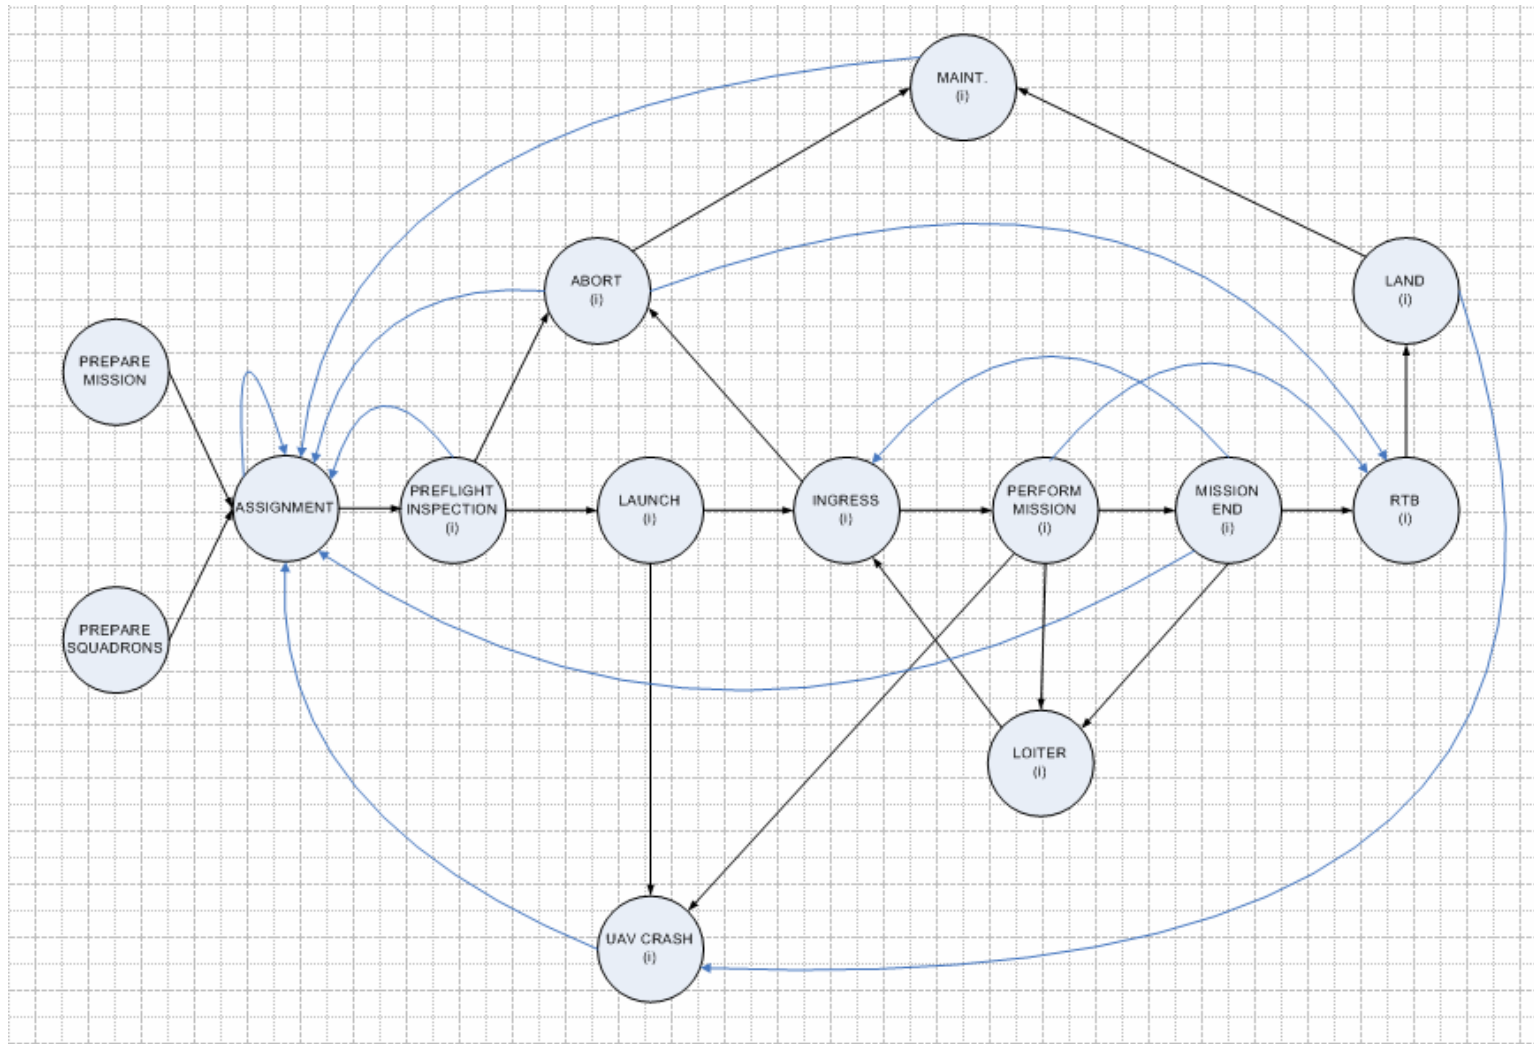 MAINT.
(i)
ABORT
(i)
LAND
(i)
PREPARE
MISSION
ASSIGNMENT
PREFLIGHT
INSPECTION
(i)
LAUNCH
(i)
INGRESS
(i)
PERFORM
MISSION
(i)
MISSION
END
(i)
RTB
(i)
PREPARE
SQUADRONS
LOITER
(i)
UAV CRASH
(i)